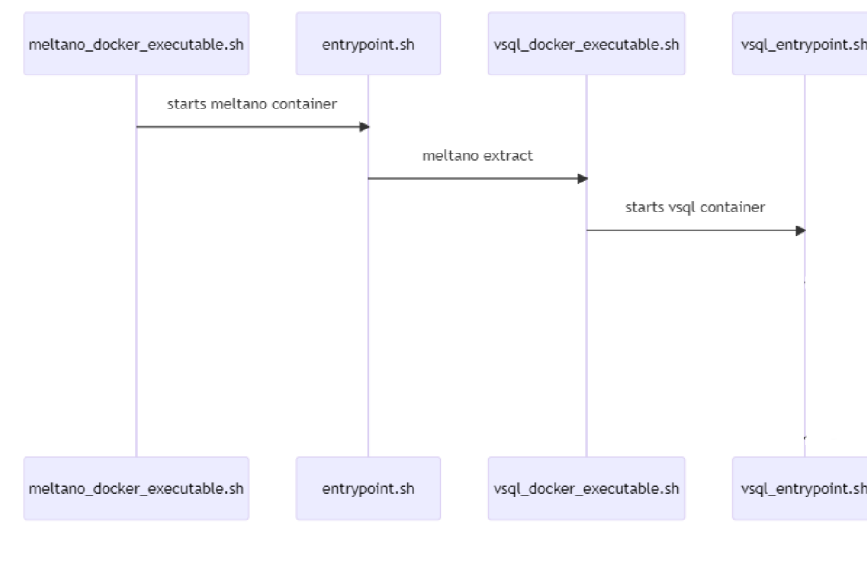 meltano_docker_executable.sh entrypoint.sh vsql_docker_executable.sh vsql_entrypoint.sh
starts meltano container
meltano extract
starts vsql container
meltano_docker_executable.sh entrypoint.sh vsql_docker_executable.sh vsql_entrypoint.sh